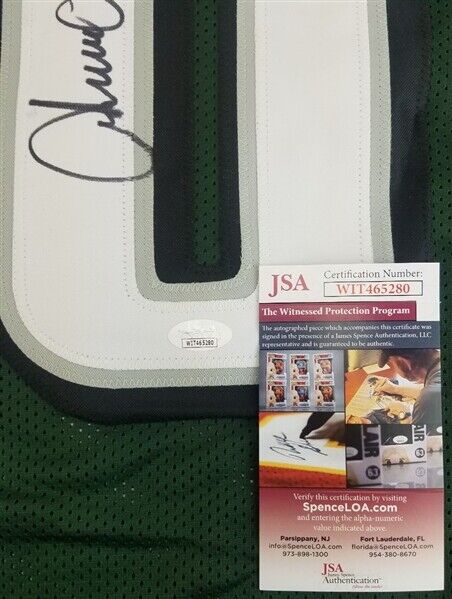 WIT465280
JSA
Certification Number:
WIT465280
The Witnessed Protection Program
The autographed piece which accompanies this certificate was
signed in the presence of a James Spence Authentication, LLC
representative and is guaranteed to be authentic.
LAIR
Verify this certification by visiting
SpenceLOA.com
and entering the alpha-numeric
value indicated above.
Parsippany, NJ
info@SpenceLOA.com
973-898-1300
Fort Lauderdale, FL
florida@SpenceLOA.com
954-380-8670
JSA
James Spence
Authentication